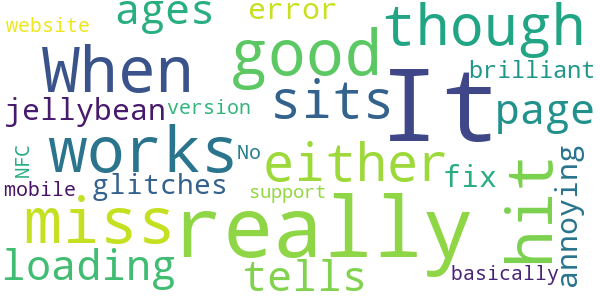 ages
error
website
though
When
good
brilliant
It
sits
page
jellybean
version
works
No
either
NFC
fix
mobile
glitches
support
hit
annoying
miss
really
loading
tells
basically